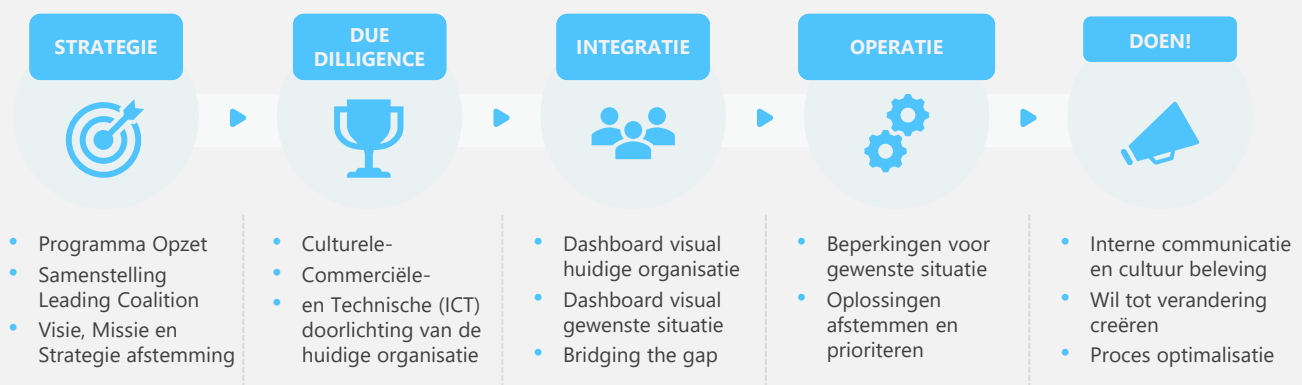 STRATEGIE
DUE
DILLIGENCE
INTEGRATIE
OPERATIE
DOEN!
• Programma Opzet
• Samenstelling
Leading Coalition
• Visie, Missie en
Strategie afstemming
• Culturele-
• Commerciële-
• en Technische (ICT)
doorlichting van de
huidige organisatie
• Dashboard visual
huidige organisatie
• Dashboard visual
gewenste situatie
• Bridging the gap
• Beperkingen voor
gewenste situatie
• Oplossingen
afstemmen en
prioriteren
• Interne communicatie
en cultuur beleving
• Wil tot verandering
creëren
• Proces optimalisatie